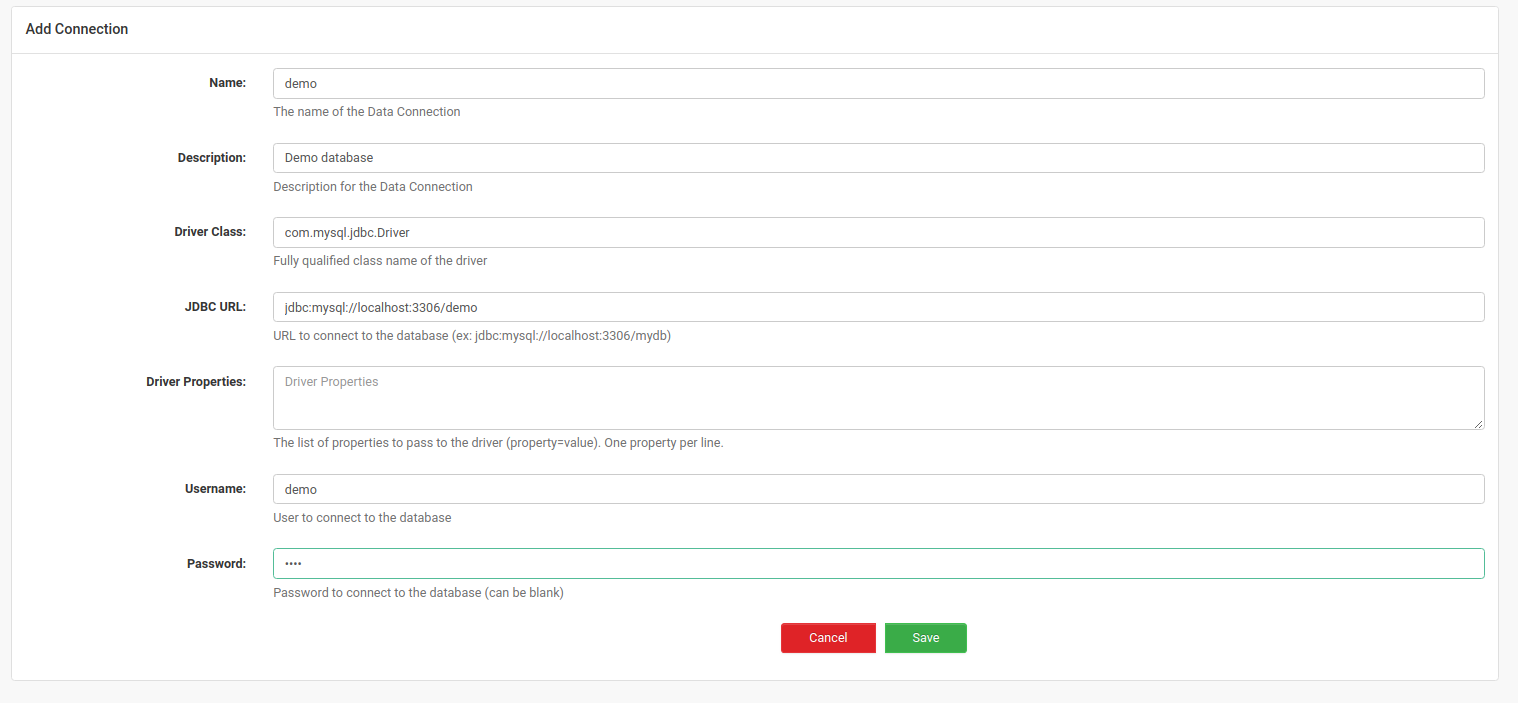 Add Connection
Name:
demo
The name of the Data Connection
Description:
Demo database
Description for the Data Connection
Driver Class:
com.mysql.jdbc.Driver
Fully qualified class name of the driver
JDBC URL:
jdbc:mysql://localhost:3306/demo
URL to connect to the database (ex: jdbc:mysql://localhost:3306/mydb)
Driver Properties:
Driver Properties
The list of properties to pass to the driver (property=value). One property per line.
Username:
demo
User to connect to the database
Password:
••••
Password to connect to the database (can be blank)
Cancel Save